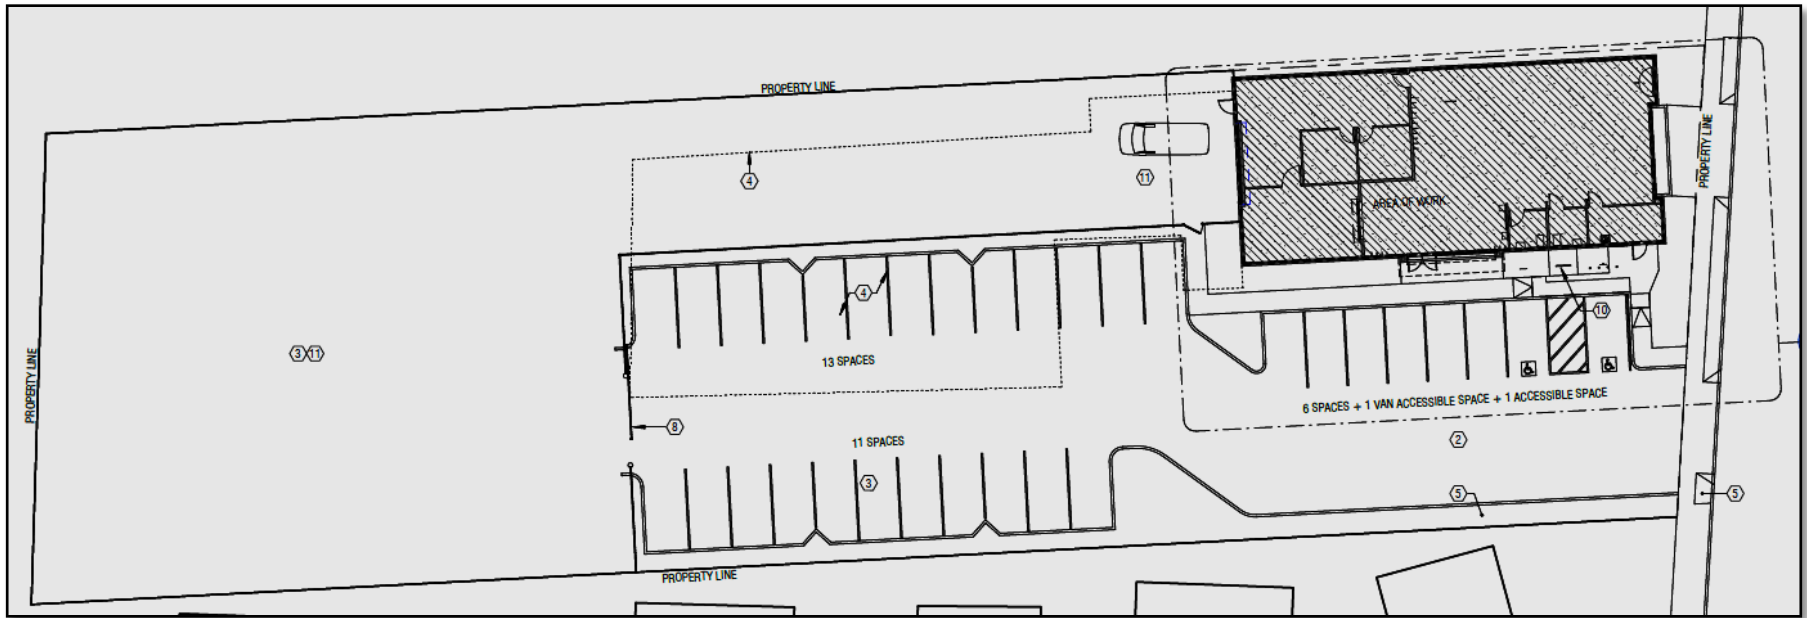 PROPERTY LINE
PROPERTY LINE
4
11
AREA OF WORK
4
10
3 11
PROPERTY LINE
13 SPACES
6 SPACES + 1 VAN ACCESSIBLE SPACE + 1 ACCESSIBLE SPACE
8
11 SPACES
2
3
5
5
PROPERTY LINE